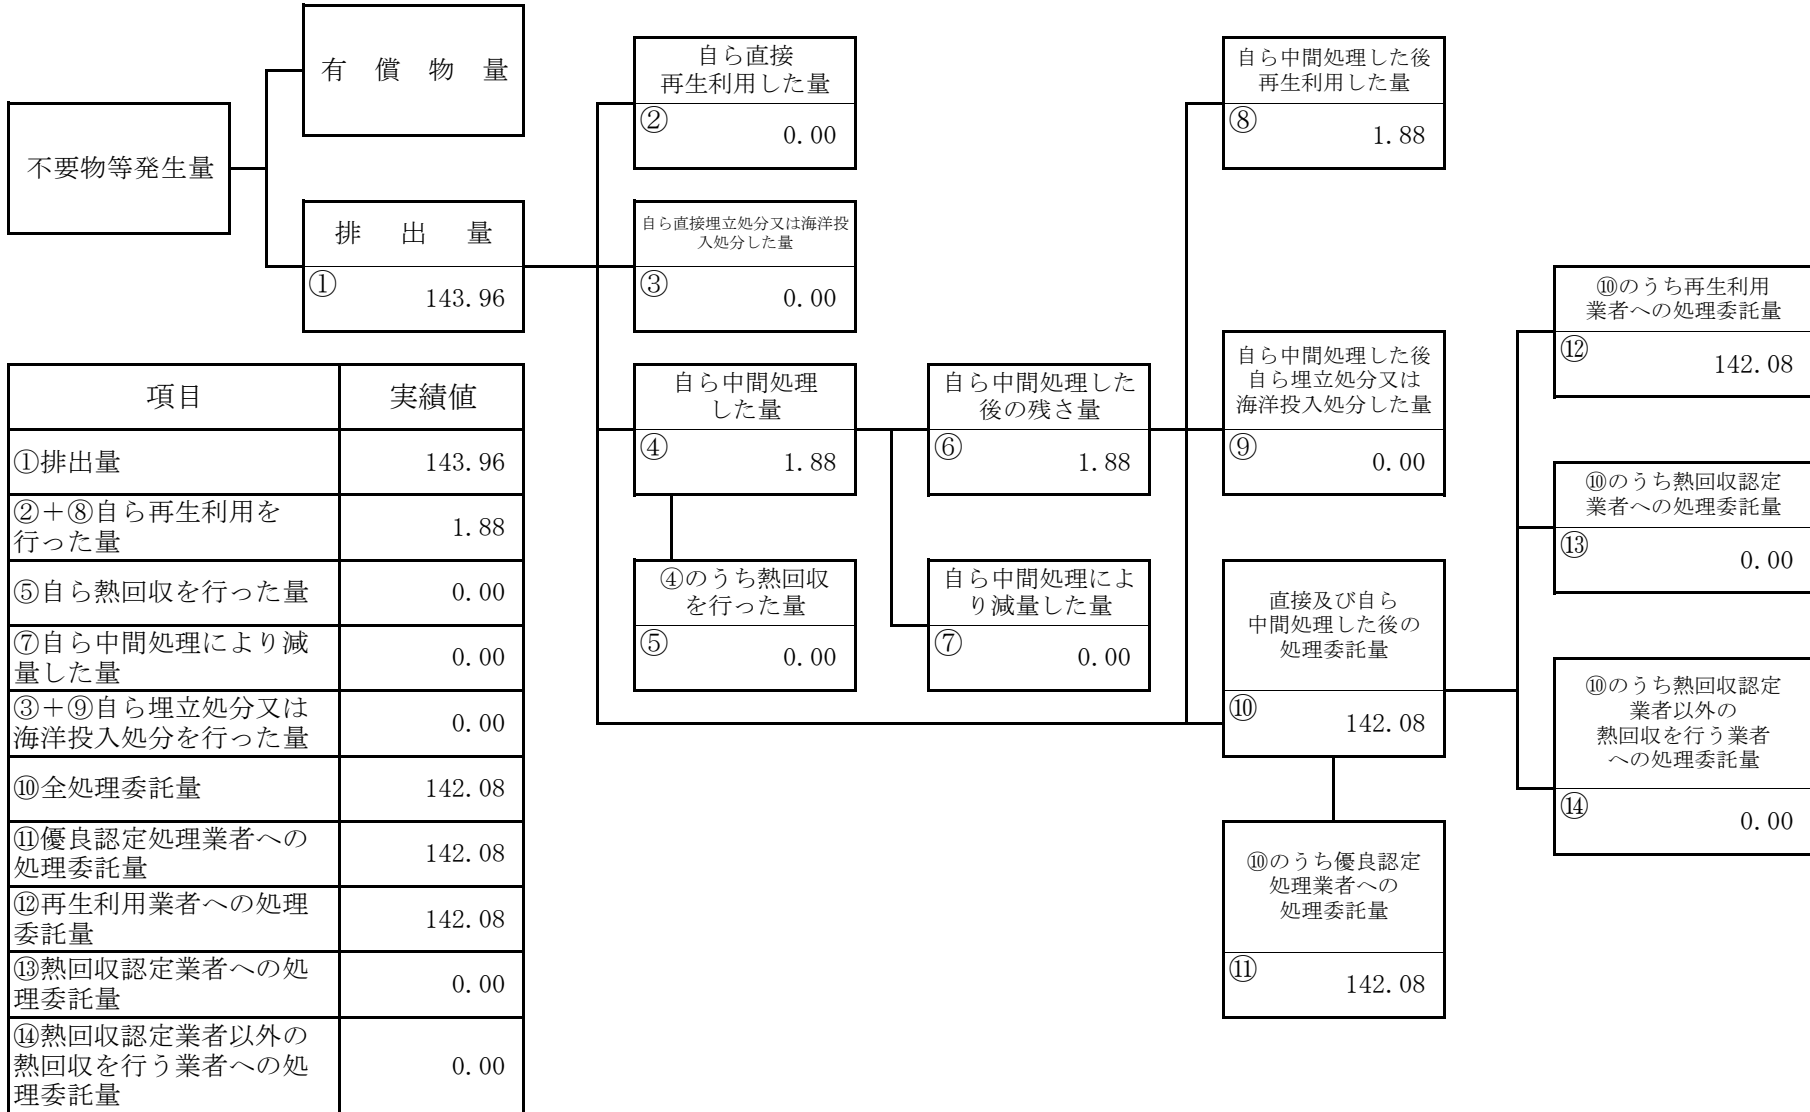 有 償 物 量
不要物等発生量
排 出 量
① 143.96
自ら直接
再生利用した量
② 0.00
自ら直接埋立処分又は海洋投
入処分した量
③ 0.00
自ら中間処理
した量
④ 1.88
④のうち熱回収
を行った量
⑤ 0.00
自ら中間処理した
後の残さ量
⑥ 1.88
自ら中間処理によ
り減量した量
⑦ 0.00
自ら中間処理した後
再生利用した量
⑧ 1.88
自ら中間処理した後
自ら埋立処分又は
海洋投入処分した量
⑨ 0.00
直接及び自ら
中間処理した後の
処理委託量
⑩ 142.08
⑩のうち優良認定
処理業者への
処理委託量
⑪ 142.08
⑩のうち再生利用
業者への処理委託量
⑫ 142.08
⑩のうち熱回収認定
業者への処理委託量
⑬ 0.00
⑩のうち熱回収認定
業者以外の
熱回収を行う業者
への処理委託量
⑭ 0.00
項目 実績値
①排出量 143.96
②＋⑧自ら再生利用を
行った量 1.88
⑤自ら熱回収を行った量 0.00
⑦自ら中間処理により減
量した量 0.00
③＋⑨自ら埋立処分又は
海洋投入処分を行った量 0.00
⑩全処理委託量 142.08
⑪優良認定処理業者への
処理委託量 142.08
⑫再生利用業者への処理
委託量 142.08
⑬熱回収認定業者への処
理委託量 0.00
⑭熱回収認定業者以外の
熱回収を行う業者への処
理委託量 0.00